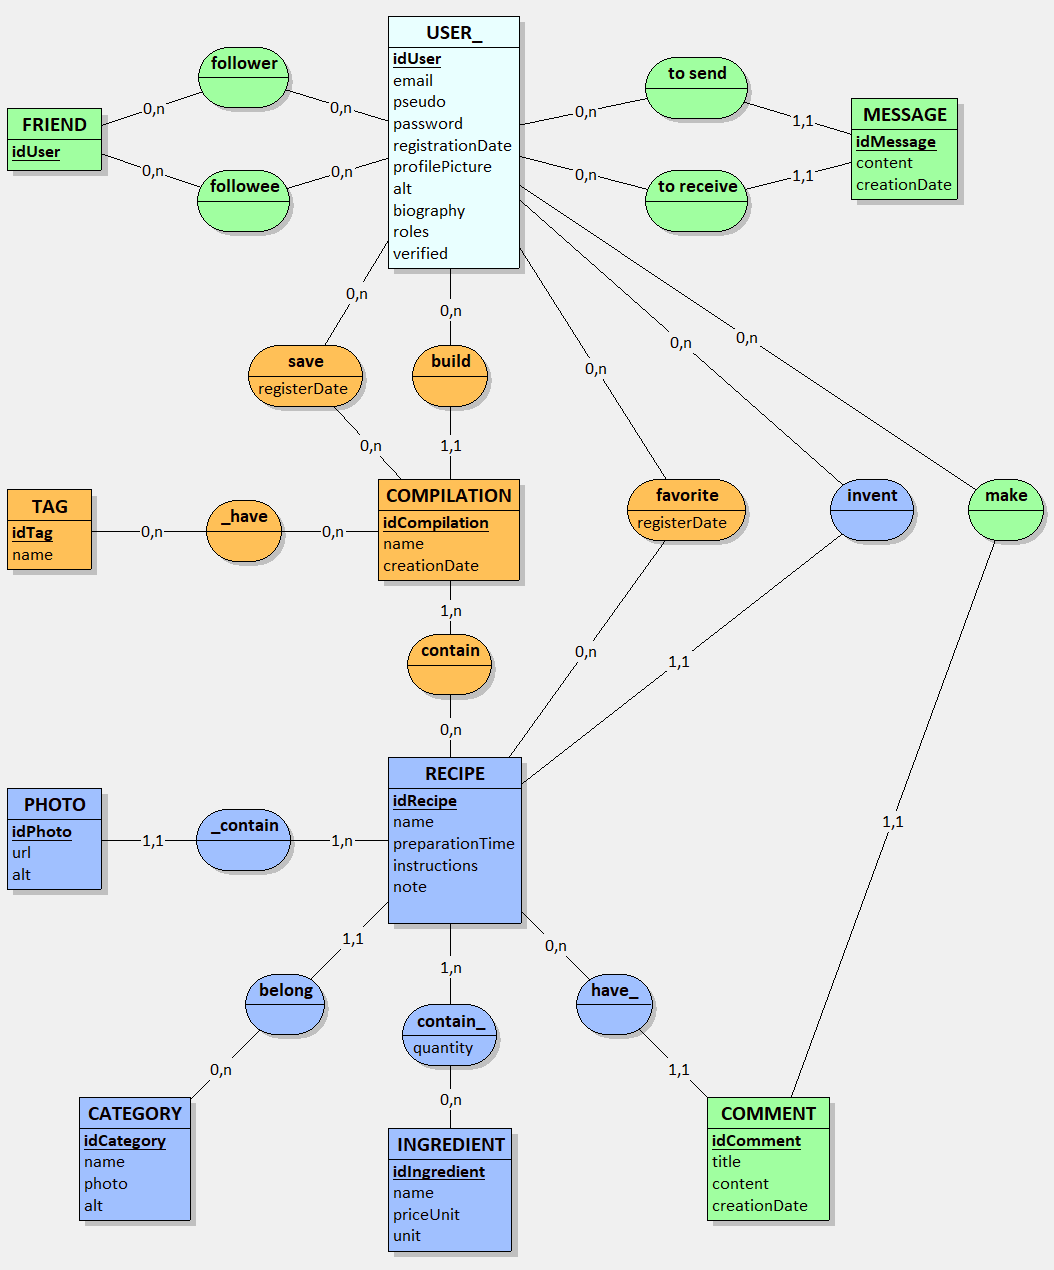 USER_
idUser
email
pseudo
password
registrationDate
profilePicture
alt
biography
roles
verified
follower
0,n
0,n
FRIEND
idUser
followee
0,n
0,n
to send
0,n
1,1
MESSAGE
idMessage
content
creationDate
to receive
0,n
1,1
0,n
save
registerDate
0,n
0,n
build
1,1
0,n
0,n
0,n
TAG
idTag
name
0,n
_have
0,n
COMPILATION
idCompilation
name
creationDate
favorite
registerDate
invent
make
1,n
contain
0,n
0,n
1,1
1,1
PHOTO
idPhoto
url
alt
1,1
_contain
1,n
RECIPE
idRecipe
name
preparationTime
instructions
note
1,1
belong
0,n
1,n
contain_
quantity
0,n
0,n
have_
1,1
CATEGORY
idCategory
name
photo
alt
INGREDIENT
idIngredient
name
priceUnit
unit
COMMENT
idComment
title
content
creationDate